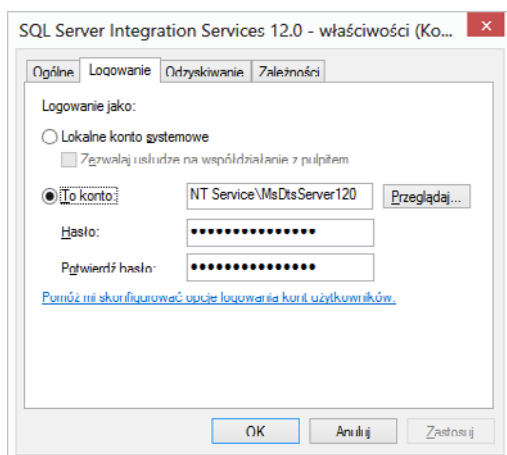 SQL Server Integration Services 12.0 - właściwości (Ko...
Ogólne Logowanie Odzyskiwanie Zależności
Logowanie jako:
Lokalne konto systemowe
Zezwalaj usłudze na współdziałanie z pulpitem
To konto: NT Service\MsDtsServer120 Przeglądaj...
Hasło: •••••••••••••••
Potwierdź hasło: •••••••••••••••
Pomóż mi skonfigurować opcje logowania kont użytkowników.
OK Anuluj Zastosuj